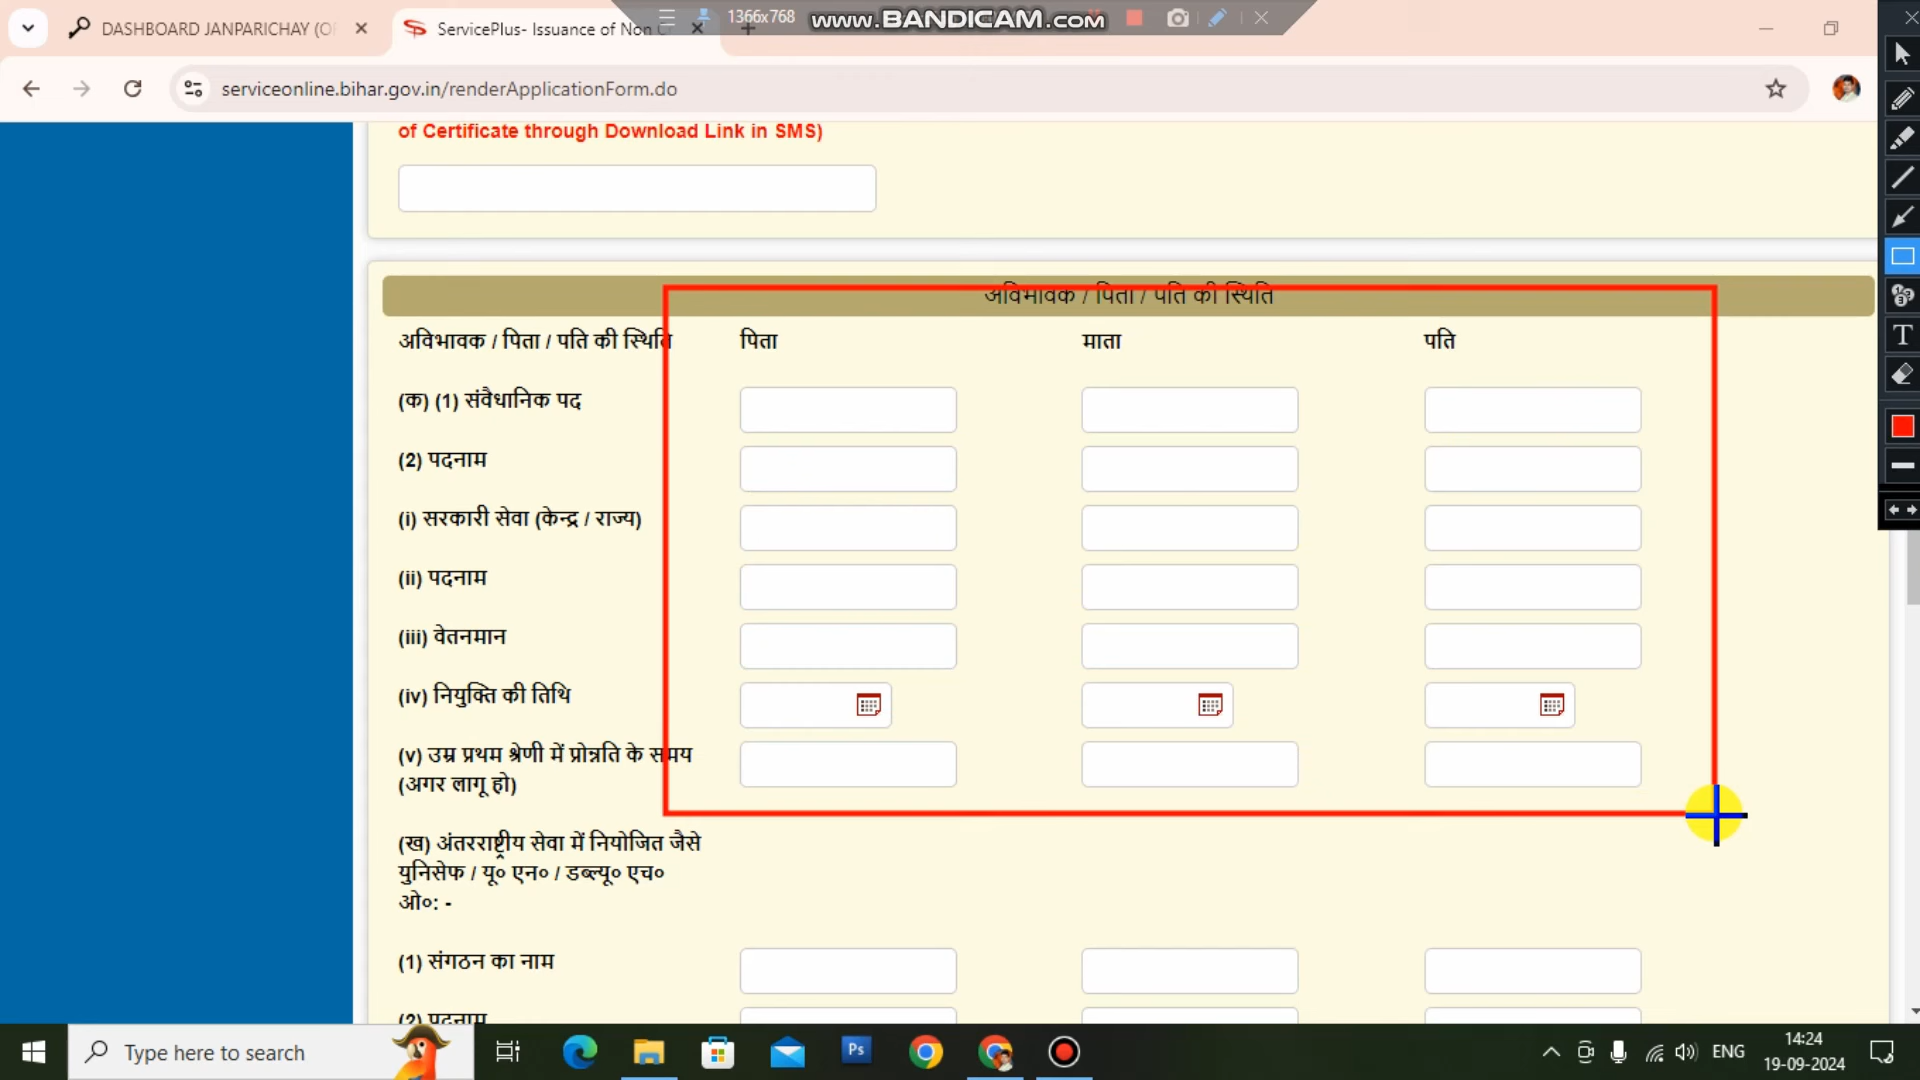 1366x768 www.BANDICAM.com
DASHBOARD JANPARICHAY (O
ServicePlus- Issuance of Non C
serviceonline.bihar.gov.in/renderApplicationForm.do
of Certificate through Download Link in SMS)
अविभावक / पिता / पति की स्थिति
अविभावक / पिता / पति की स्थिति पिता माता पति
(क) (1) संवैधानिक पद
(2) पदनाम
(i) सरकारी सेवा (केन्द्र / राज्य)
(ii) पदनाम
(iii) वेतनमान
(iv) नियुक्ति की तिथि
(v) उम्र प्रथम श्रेणी में प्रोन्नति के समय
(अगर लागू हो)
(ख) अंतरराष्ट्रीय सेवा में नियोजित जैसे
युनिसेफ / यू० एन० / डब्ल्यू० एच०
ओ०: -
(1) संगठन का नाम
(2) पदनाम
Type here to search
Ps
ENG
14:24
19-09-2024
T